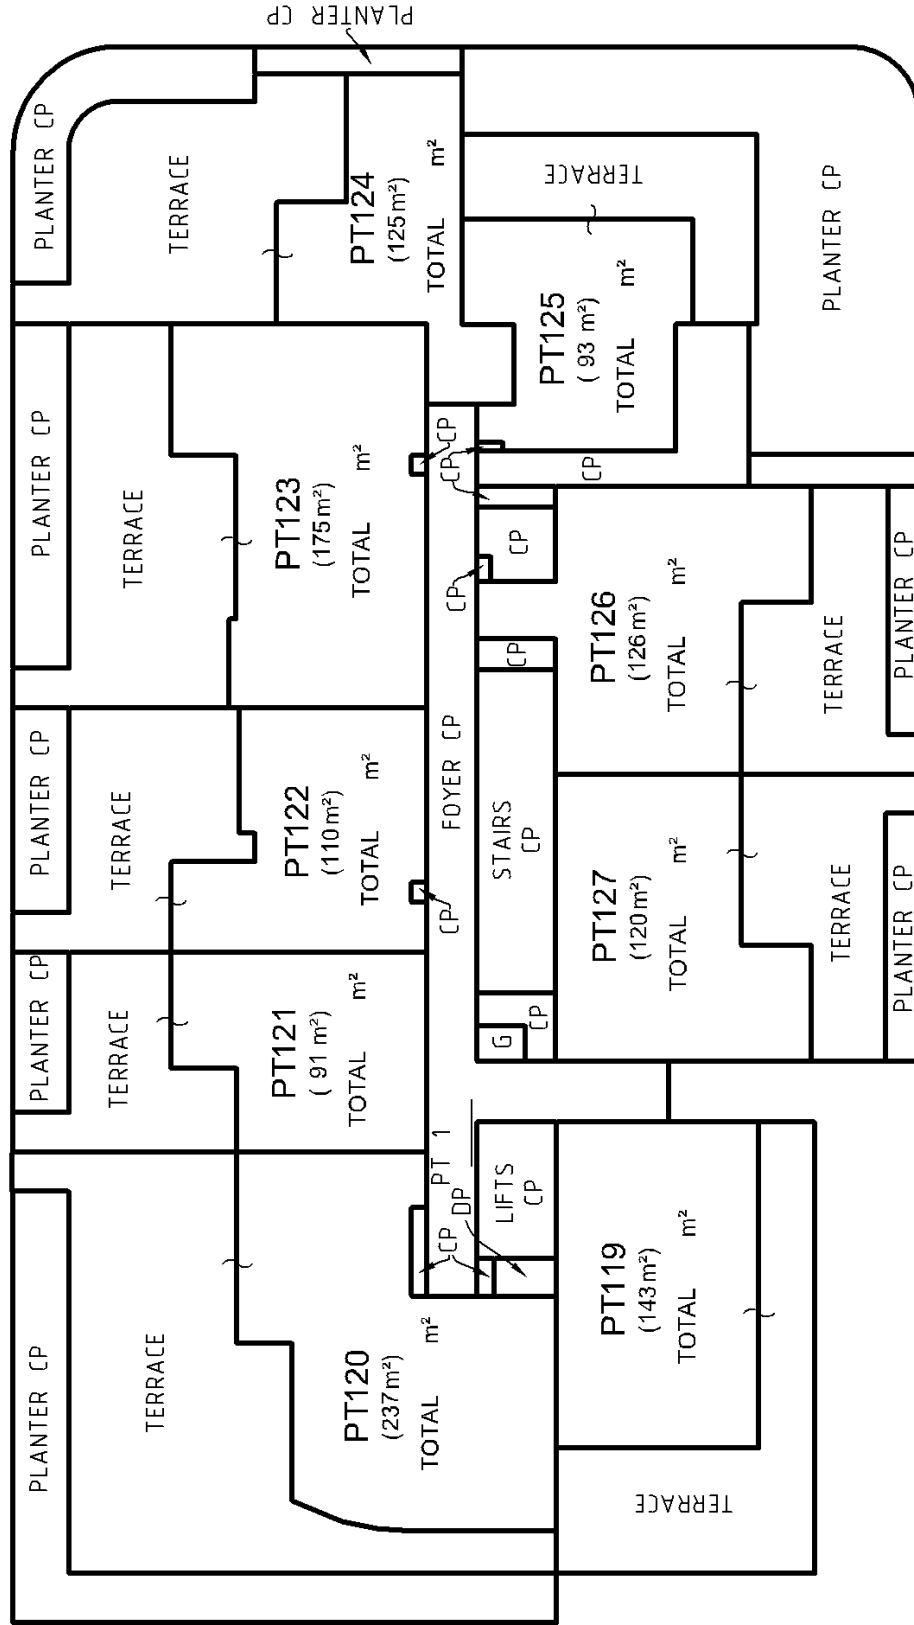 PLANTER CP
PLANTER CP
TERRACE
PT124
(125m²)
m²
TOTAL
TERRACE
PLANTER CP
PT125
( 93 m²)
m²
TOTAL
PLANTER CP
TERRACE
PT123
(175m²)
m²
TOTAL
CP
CP
CP
CP
CP
PT126
(126m²)
m²
TOTAL
TERRACE
PLANTER CP
CP
FOYER CP
PLANTER CP
TERRACE
PT122
(110m²)
m²
TOTAL
CP
STAIRS
CP
PT127
(120m²)
m²
TOTAL
TERRACE
PLANTER CP
PLANTER CP
TERRACE
PT121
( 91 m²)
m²
TOTAL
G
CP
PT 1
LIFTS
CP
DP
CP
PLANTER CP
TERRACE
PT120
(237m²)
m²
TOTAL
PT119
(143m²)
m²
TOTAL
TERRACE